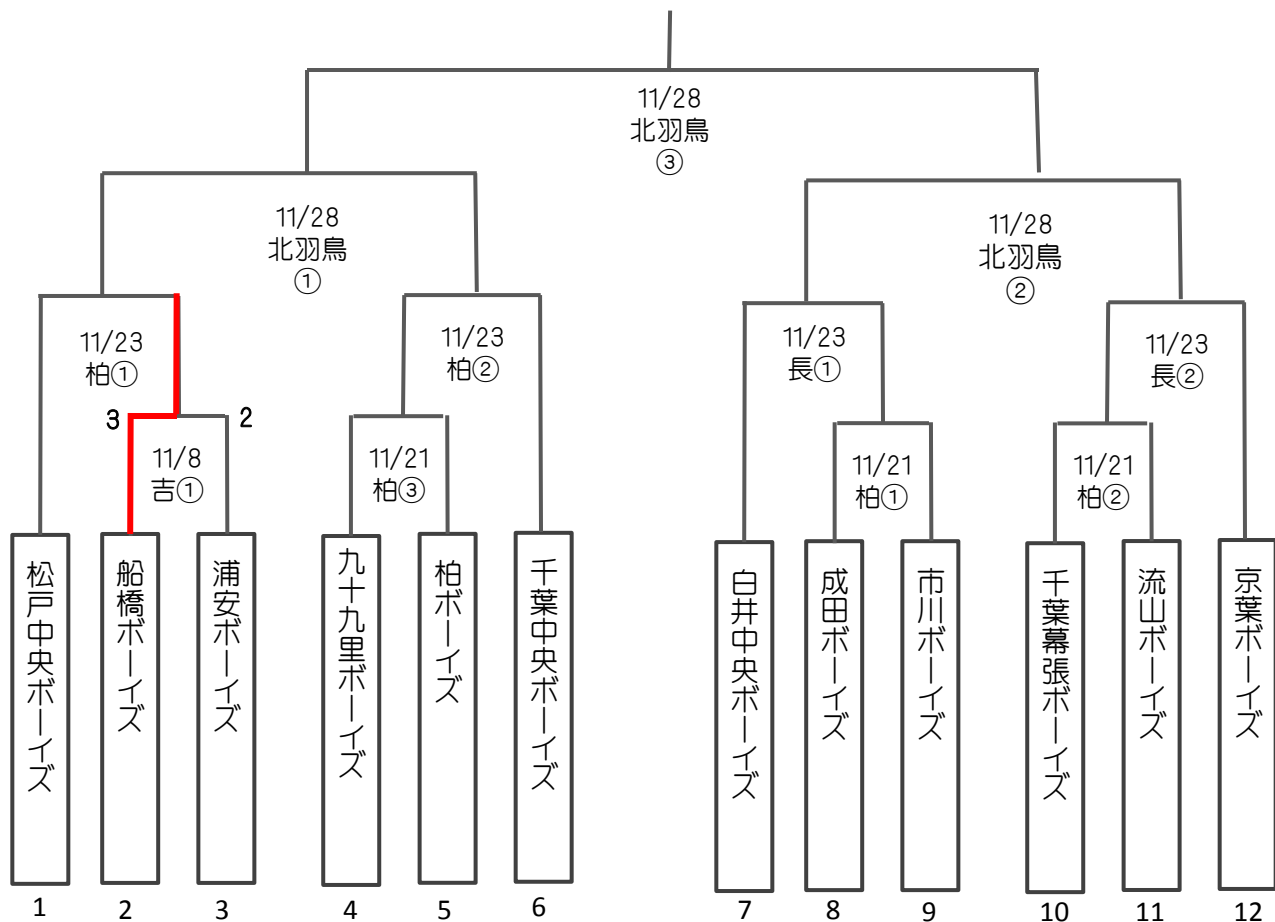 11/28
北羽鳥
③
11/28
北羽鳥
①
11/28
北羽鳥
②
11/23
柏①
11/23
柏②
11/23
長①
11/23
長②
3
2
11/8
吉①
11/21
柏③
11/21
柏①
11/21
柏②
松戸中央ボーイズ
船橋ボーイズ
浦安ボーイズ
九十九里ボーイズ
柏ボーイズ
千葉中央ボーイズ
白井中央ボーイズ
成田ボーイズ
市川ボーイズ
千葉幕張ボーイズ
流山ボーイズ
京葉ボーイズ
1
2
3
4
5
6
7
8
9
10
11
12